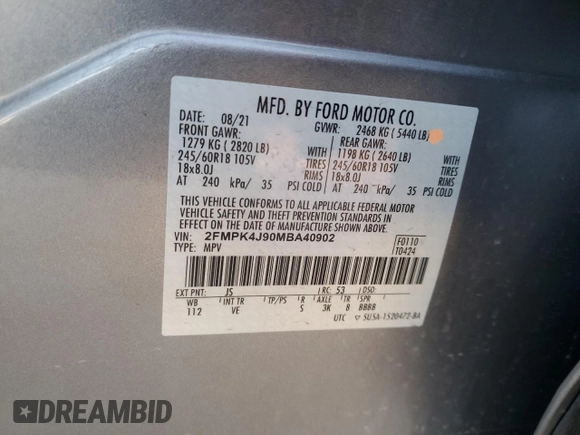 MFD. BY FORD MOTOR CO.
DATE: 08/21 GVWR: 2468 KG ( 5440 LB)
FRONT GAWR: REAR GAWR:
1279 KG ( 2820 LB) WITH 1198 KG ( 2640 LB) WITH
245/60R18 105V TIRES 245/60R18 105V TIRES
18x8.0J RIMS 18x8.0J RIMS
AT 240 kPa/ 35 PSI COLD AT 240 kPa/ 35 PSI COLD
THIS VEHICLE CONFORMS TO ALL APPLICABLE FEDERAL MOTOR
VEHICLE SAFETY AND THEFT PREVENTION STANDARDS IN
EFFECT ON THE DATE OF MANUFACTURE SHOWN ABOVE.
VIN: 2FMPK4J90MBA40902 F0110
TYPE: MPV T0424
EXT PNT: JS RC: 53 DSO:
WB INT TR TP/PS R AXLE TR SPR
112 VE S 3K 8 BBBB
UTC ▽ 5U5A-1520472-BA
DREAMBID